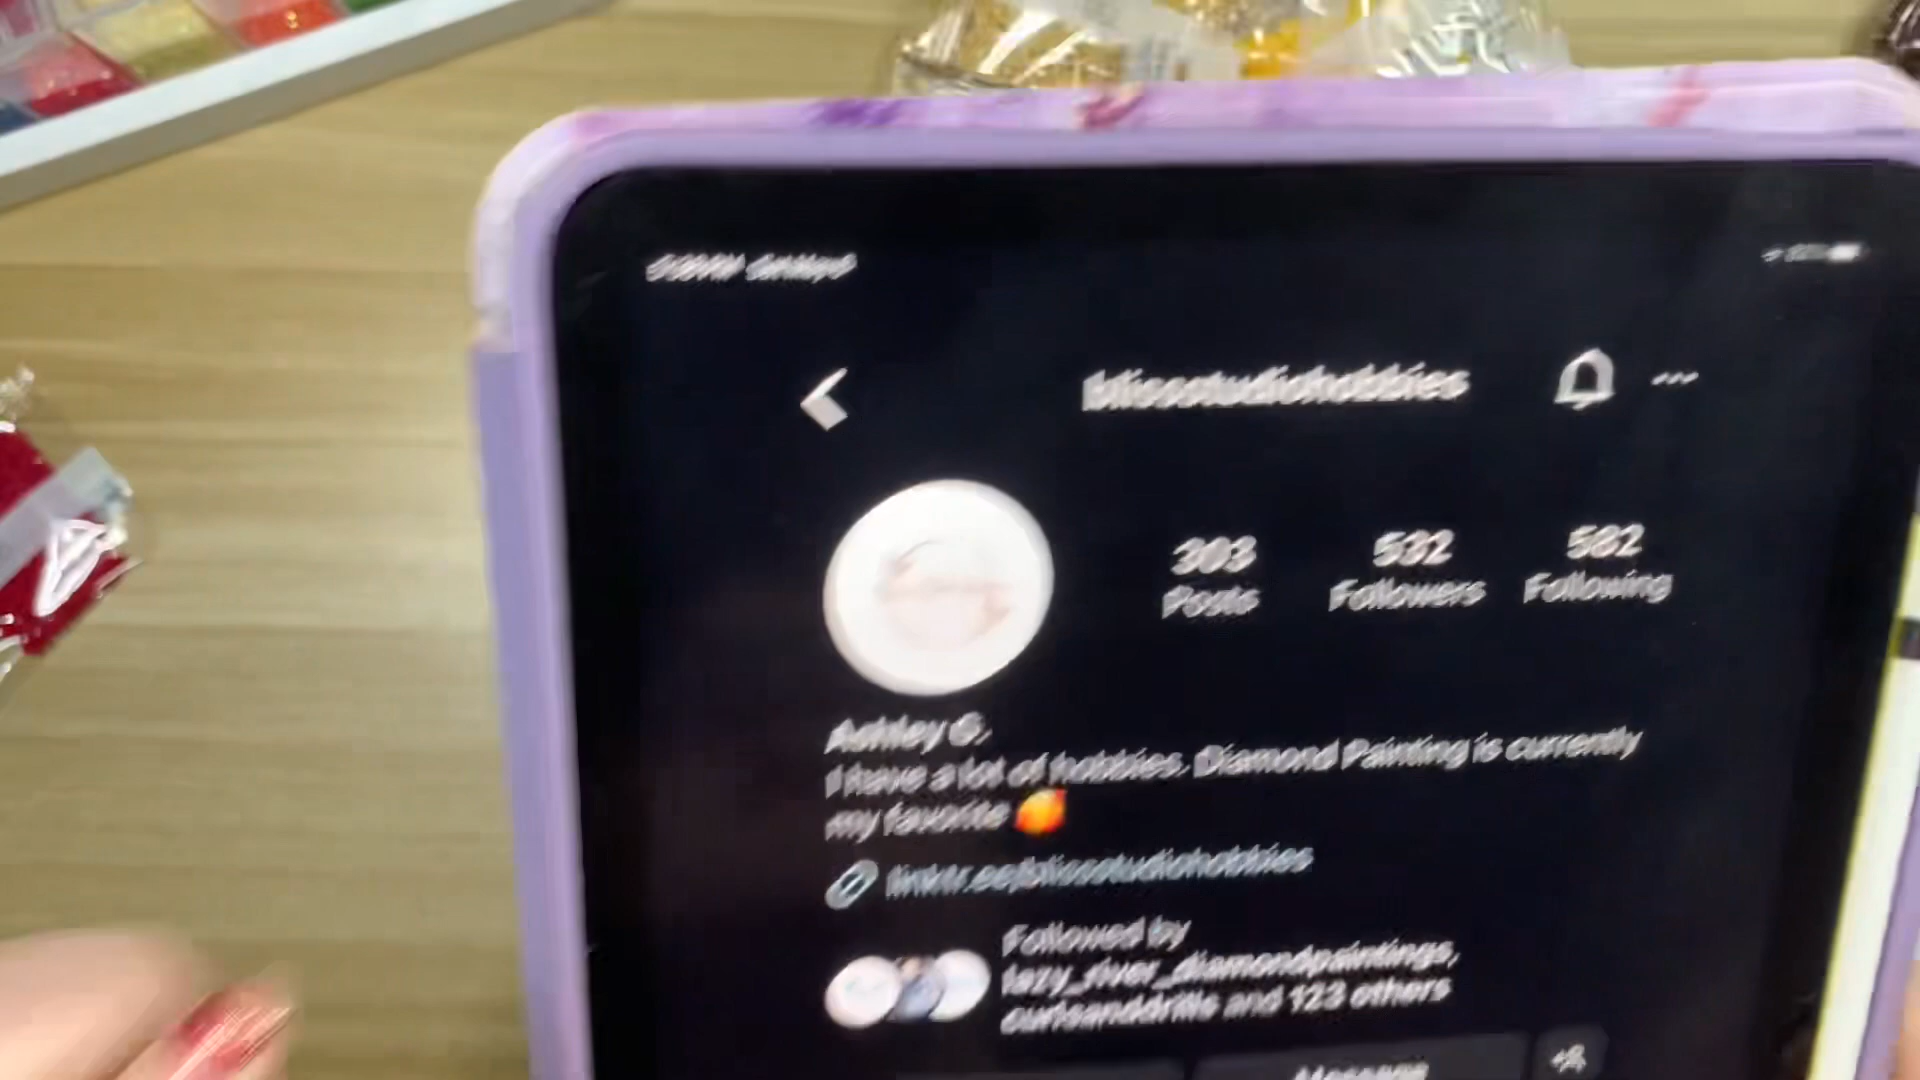 blissstudiohobbies
303 532 582
Posts Followers Following
Ashley G.
I have a lot of hobbies. Diamond Painting is currently
my favorite
linktr.ee/blissstudiohobbies
Followed by
lazy_river_diamondpaintings,
curlsanddrills and 123 others
Message